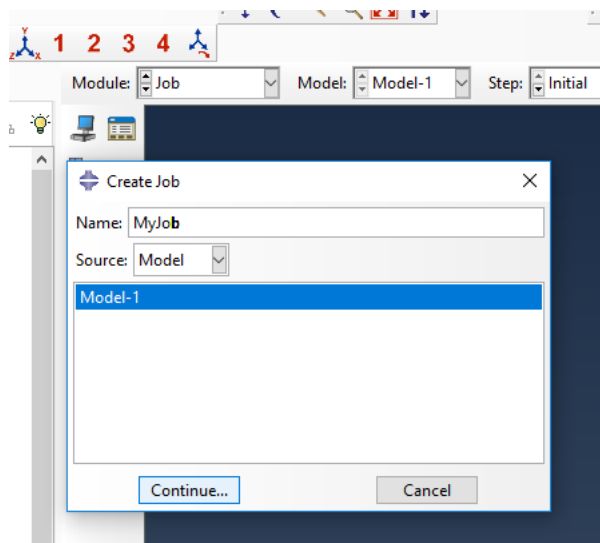 1 2 3 4
Module: Job Model: Model-1 Step: Initial
Create Job
Name: MyJob
Source: Model
Model-1
Continue... Cancel